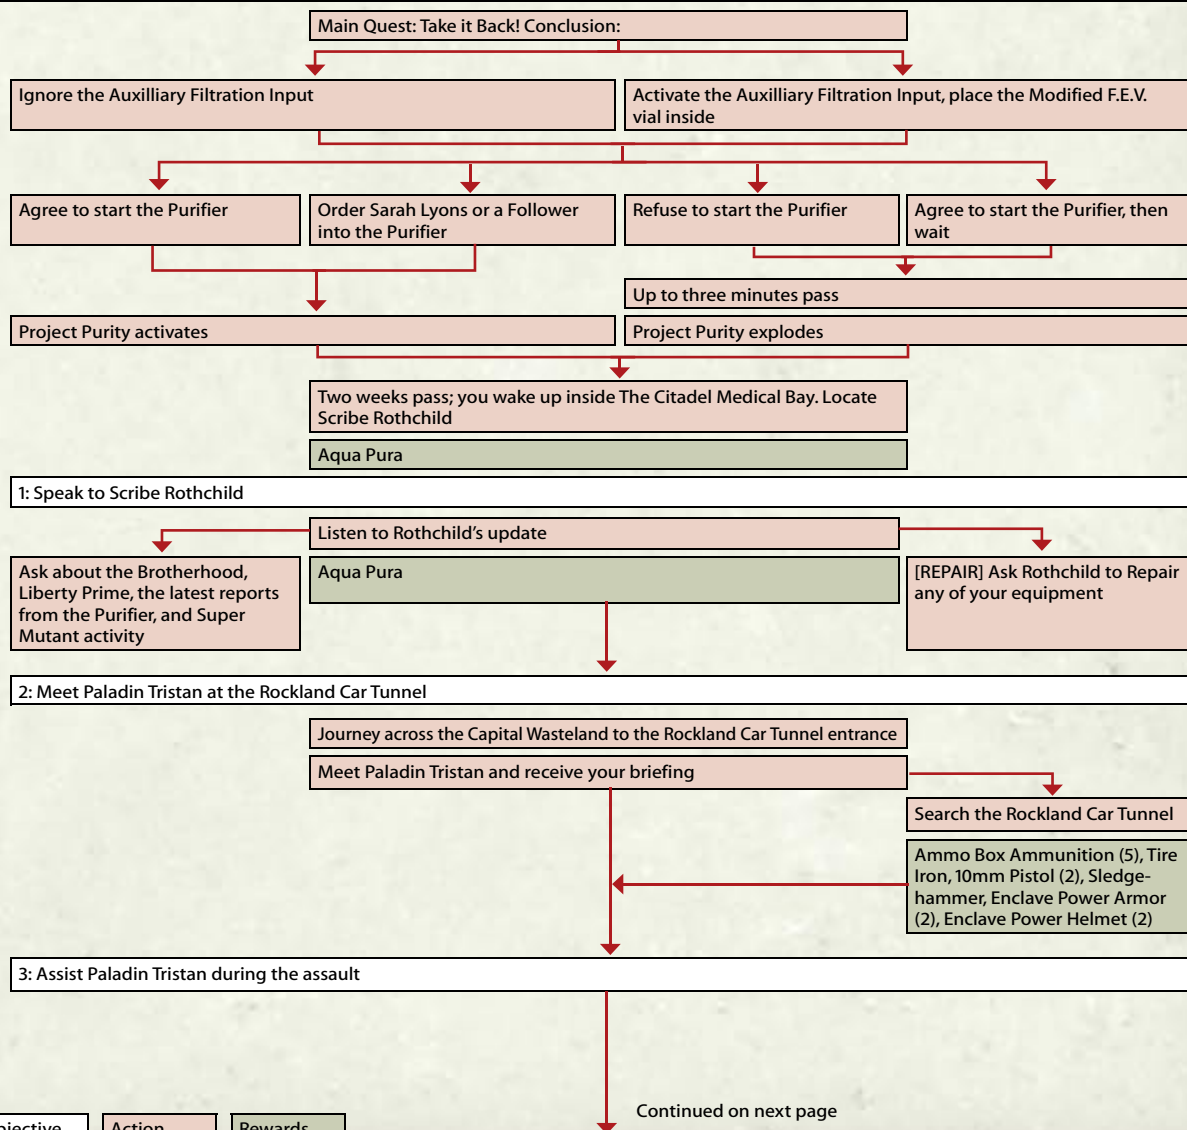 Main Quest: Take it Back! Conclusion:
Ignore the Auxilliary Filtration Input
Activate the Auxilliary Filtration Input, place the Modified F.E.V.
vial inside
Agree to start the Purifier
Order Sarah Lyons or a Follower
into the Purifier
Refuse to start the Purifier
Agree to start the Purifier, then
wait
Up to three minutes pass
Project Purity activates
Project Purity explodes
Two weeks pass; you wake up inside The Citadel Medical Bay. Locate
Scribe Rothchild
Aqua Pura
1: Speak to Scribe Rothchild
Listen to Rothchild’s update
Ask about the Brotherhood,
Liberty Prime, the latest reports
from the Purifier, and Super
Mutant activity
Aqua Pura
[REPAIR] Ask Rothchild to Repair
any of your equipment
2: Meet Paladin Tristan at the Rockland Car Tunnel
Journey across the Capital Wasteland to the Rockland Car Tunnel entrance
Meet Paladin Tristan and receive your briefing
Search the Rockland Car Tunnel
Ammo Box Ammunition (5), Tire
Iron, 10mm Pistol (2), Sledge-
hammer, Enclave Power Armor
(2), Enclave Power Helmet (2)
3: Assist Paladin Tristan during the assault
Continued on next page
Action
Rewards